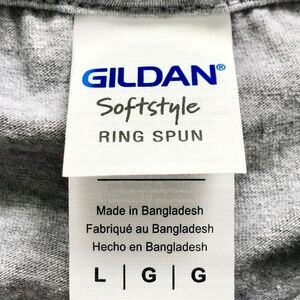 GILDAN®
Softstyle
RING SPUN
Made in Bangladesh
Fabriqué au Bangladesh
Hecho en Bangladesh
L | G | G